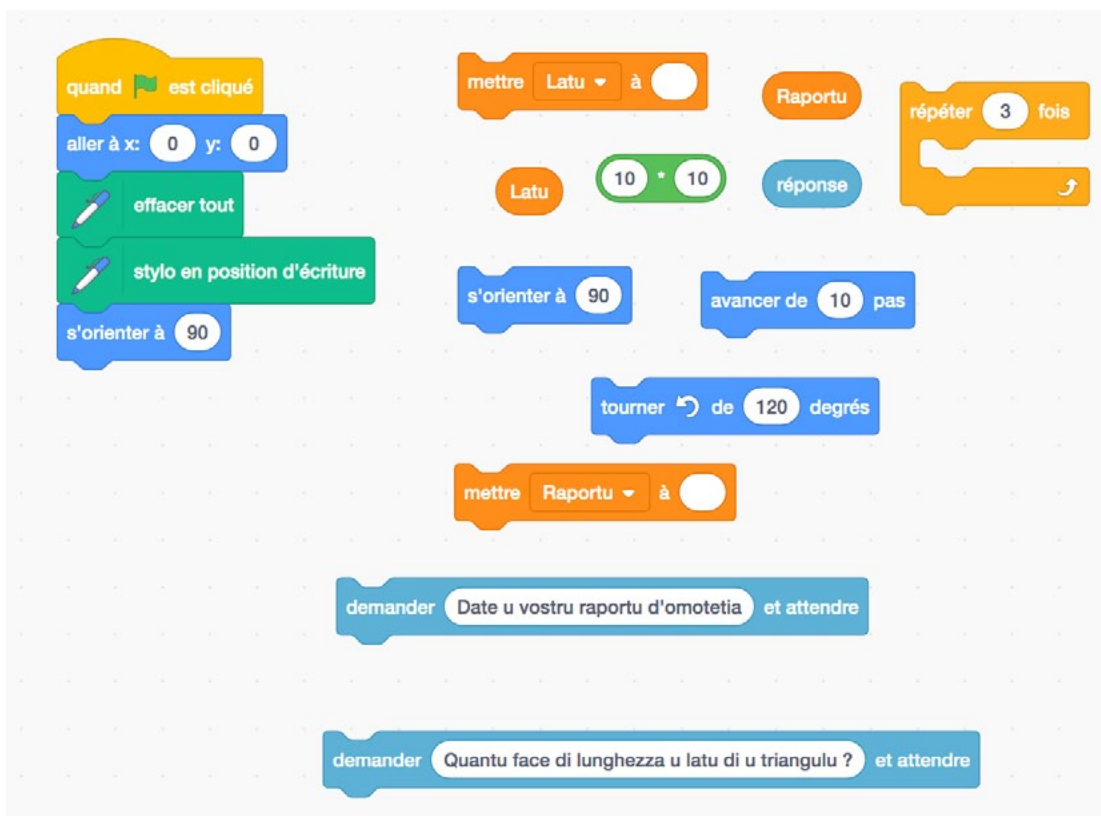 quand est cliqué
aller à x: 0 y: 0
effacer tout
stylo en position d'écriture
s'orienter à 90
mettre Latu à
Raportu
répéter 3 fois
Latu
10 * 10
réponse
s'orienter à 90
avancer de 10 pas
tourner de 120 degrés
mettre Raportu à
demander Date u vostru raportu d'omotetia et attendre
demander Quantu face di lunghezza u latu di u triangulu ? et attendre